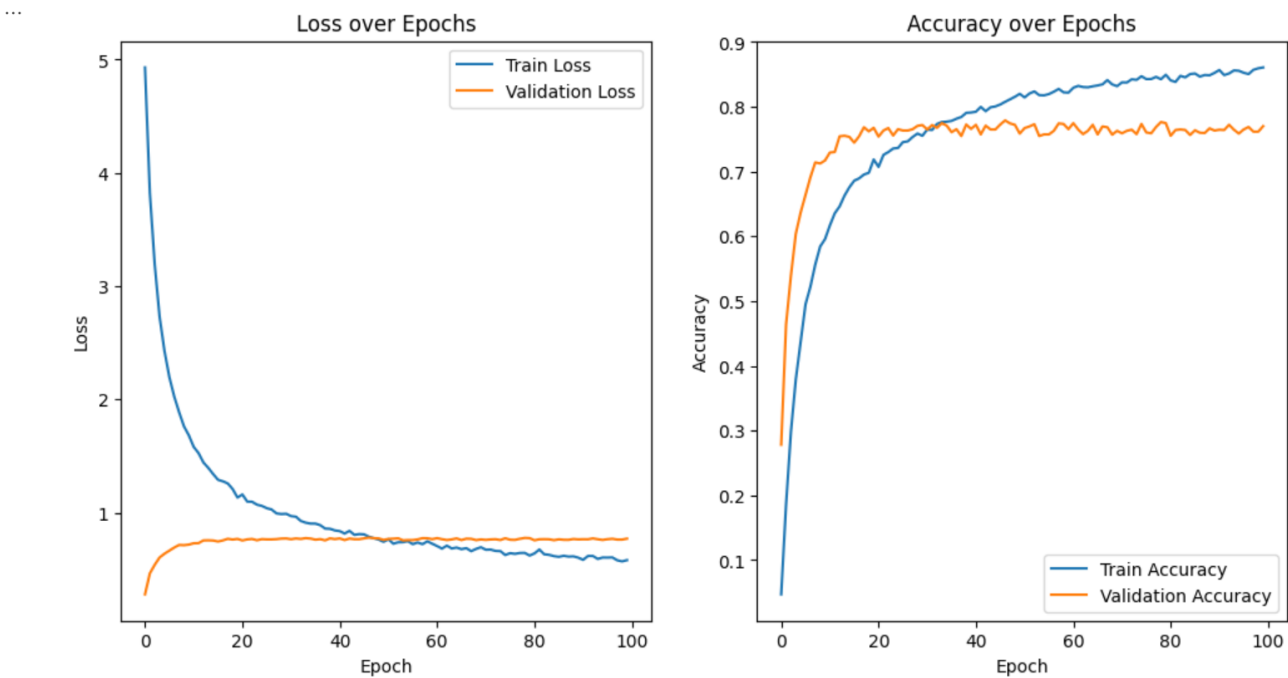 ...
Loss over Epochs
5
4
3
2
1
Loss
0 20 40 60 80 100
Epoch
Train Loss
Validation Loss
Accuracy over Epochs
0.9
0.8
0.7
0.6
0.5
0.4
0.3
0.2
0.1
Accuracy
0 20 40 60 80 100
Epoch
Train Accuracy
Validation Accuracy